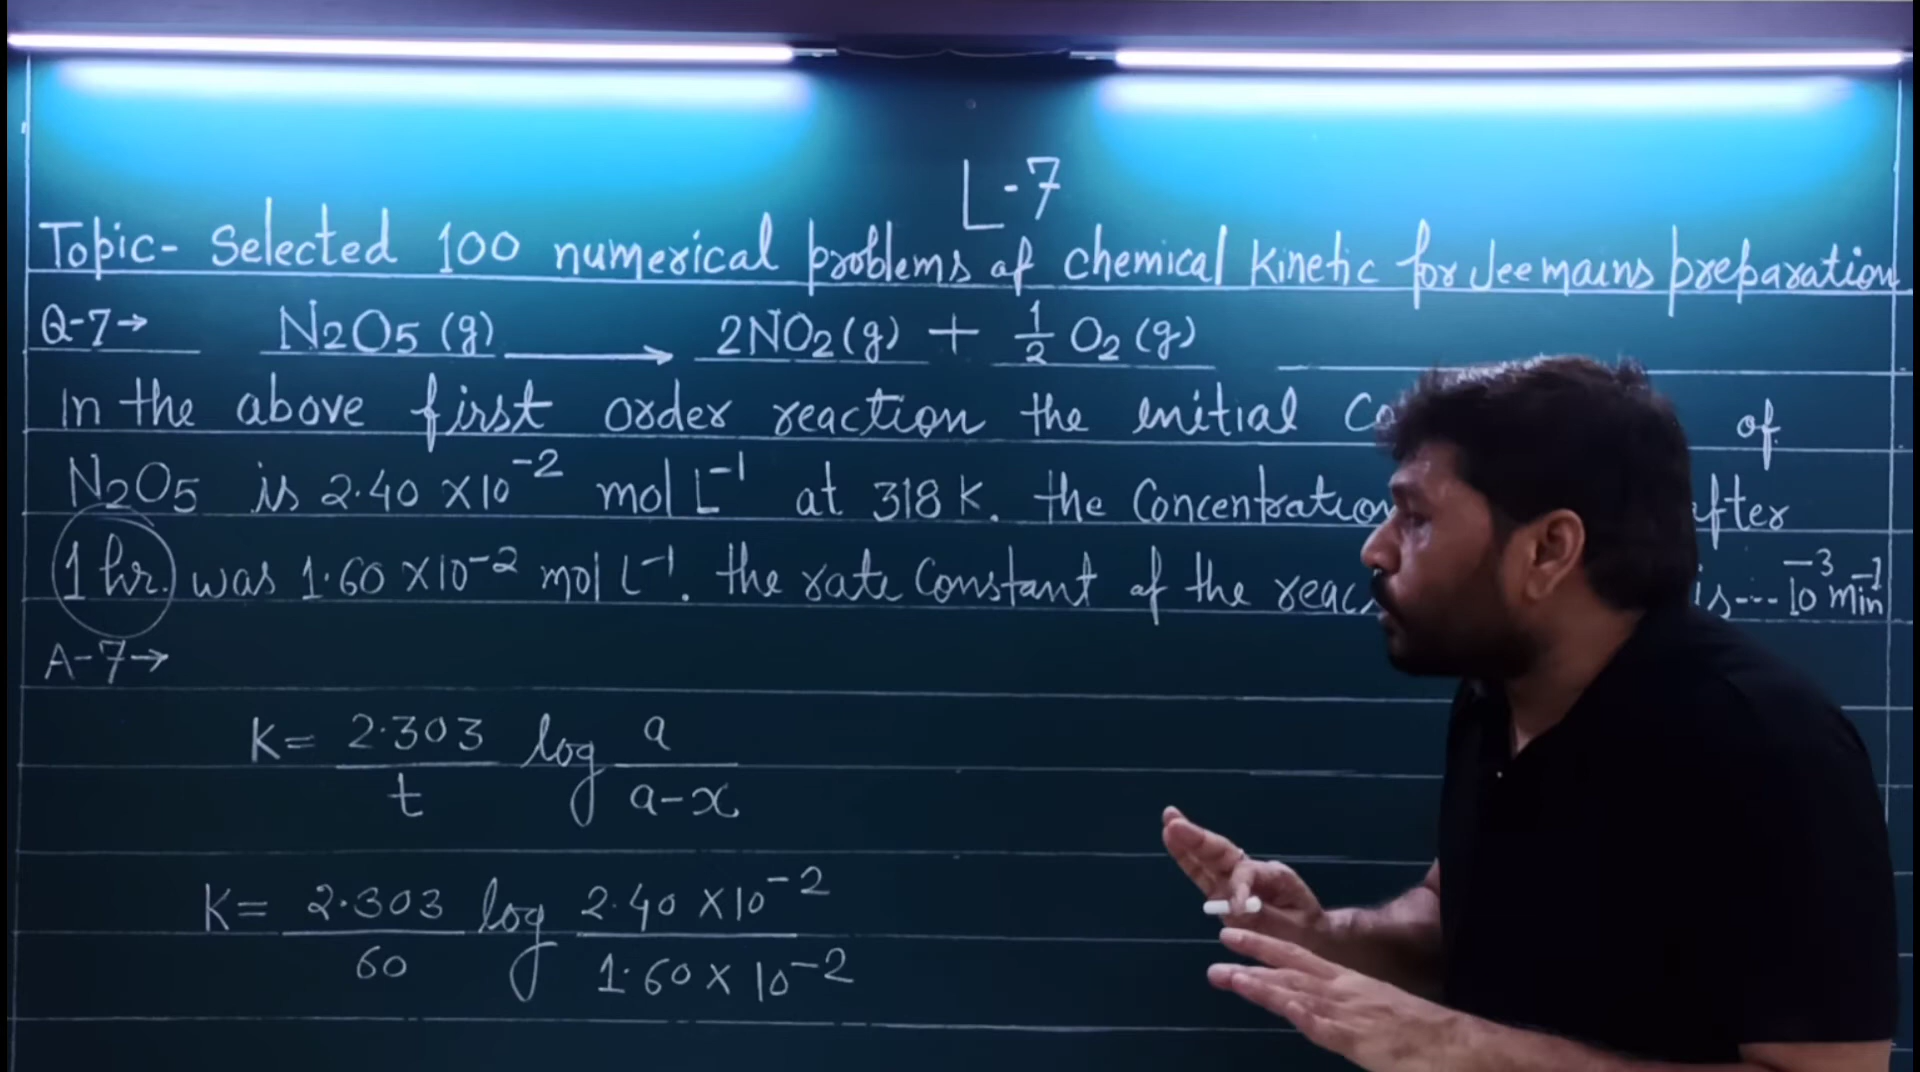 L-7
Topic- Selected 100 numerical problems of chemical Kinetic for Jee mains preparation
Q-7→ N2O5 (g) ⟶ 2NO2 (g) + 1/2 O2 (g)
In the above first order reaction the initial of
N2O5 is 2.40 ×10⁻² mol L⁻¹ at 318 K. the Concentration after
1 hr. was 1.60 ×10⁻² mol L⁻¹. the rate Constant of the is--- 10⁻³ min⁻¹
A-7→
K= 2.303/t log a/a-x
K= 2.303/60 log 2.40 ×10⁻²/1.60 × 10⁻²